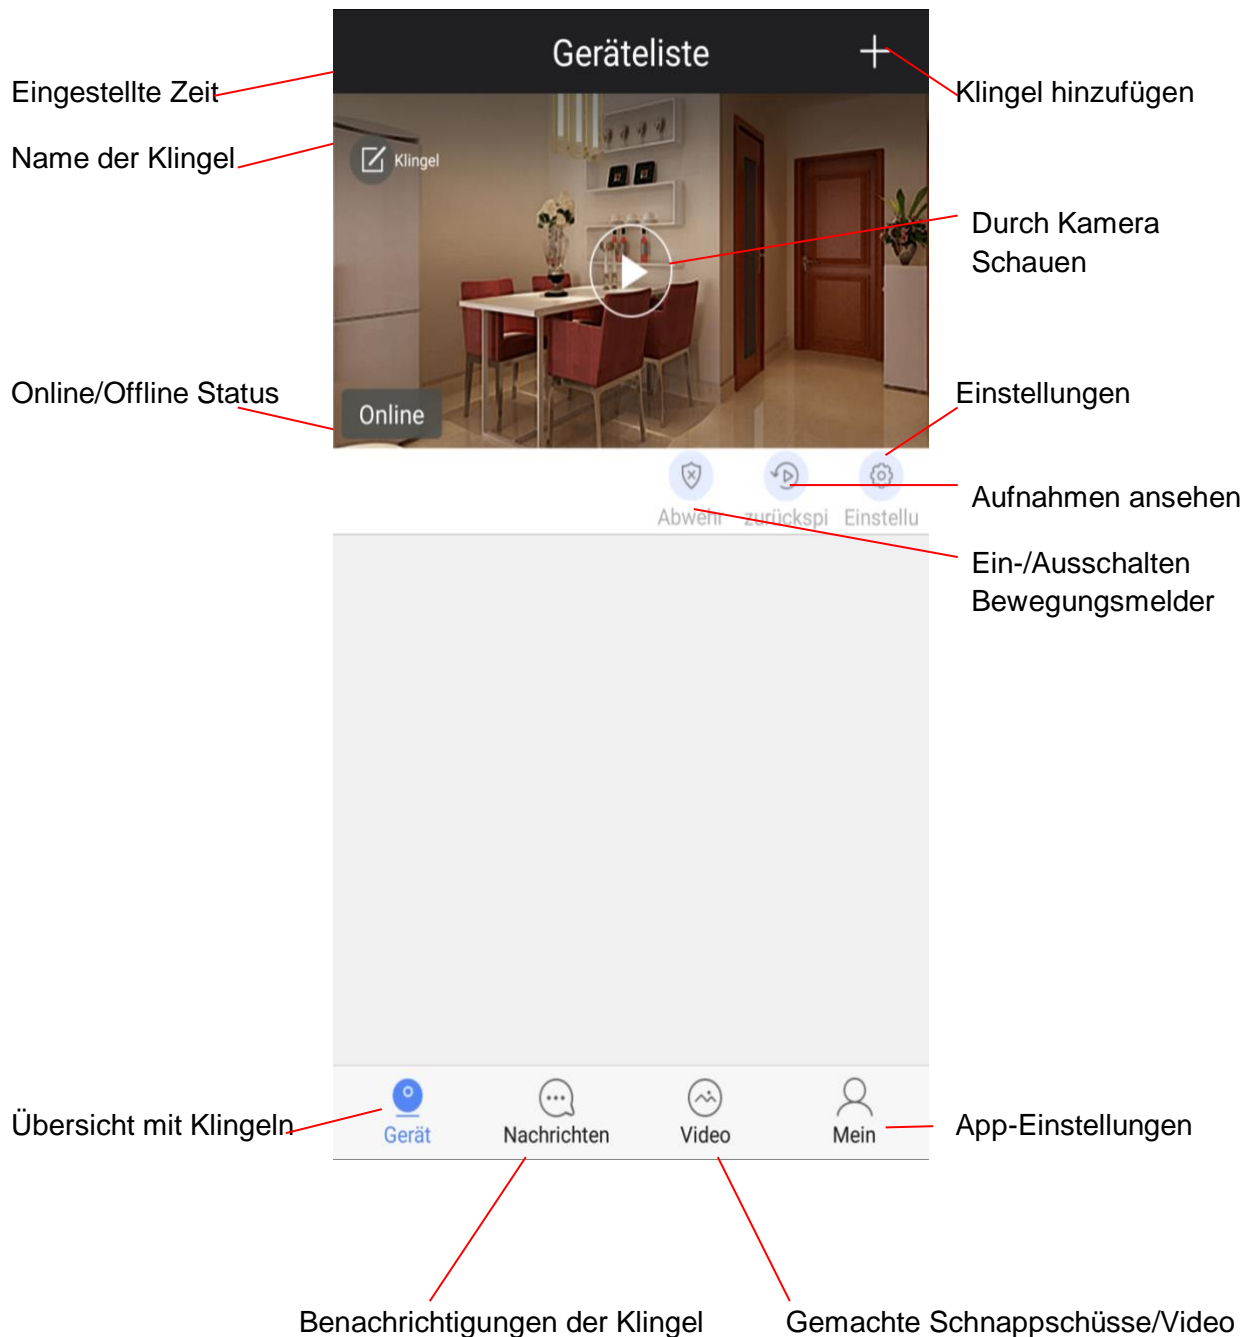 Geräteliste
Eingestellte Zeit
Klingel hinzufügen
Name der Klingel
Klingel
Durch Kamera
Schauen
Online/Offline Status
Online
Einstellungen
Abwehr zurückspi Einstellu
Aufnahmen ansehen
Ein-/Ausschalten
Bewegungsmelder
Übersicht mit Klingeln
Gerät Nachrichten Video Mein
App-Einstellungen
Benachrichtigungen der Klingel
Gemachte Schnappschüsse/Video